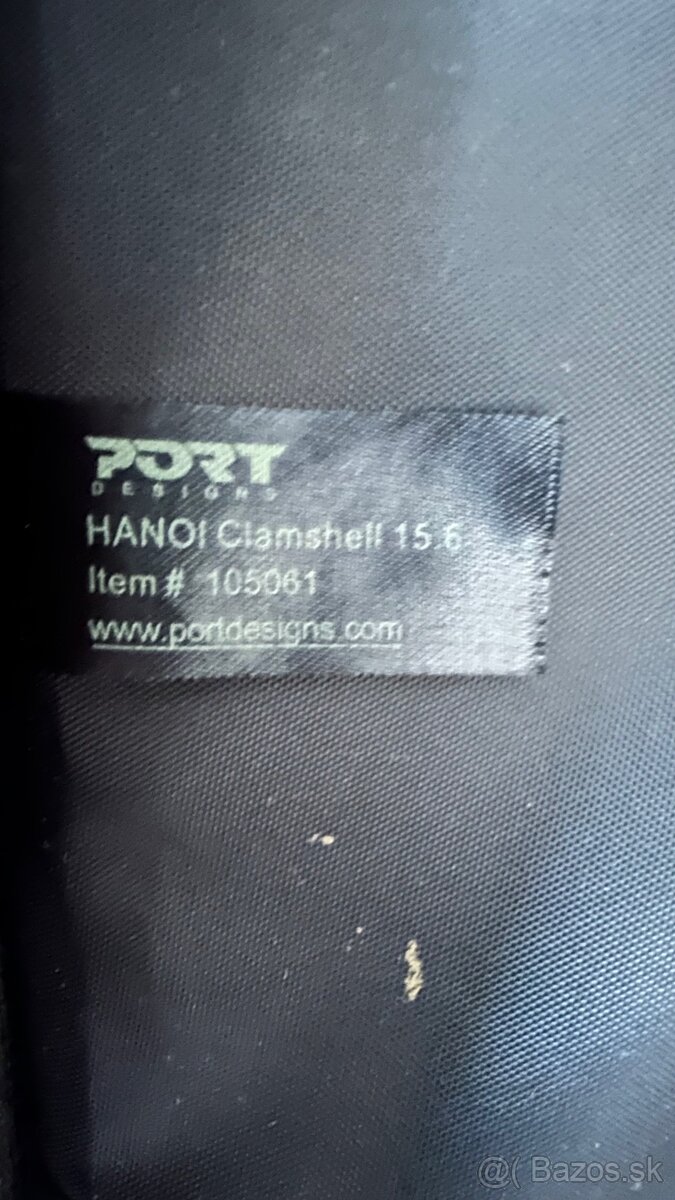 PORT
DESIGNS
HANOI Clamshell 15.6
Item # 105061
www.portdesigns.com
@( Bazos.sk